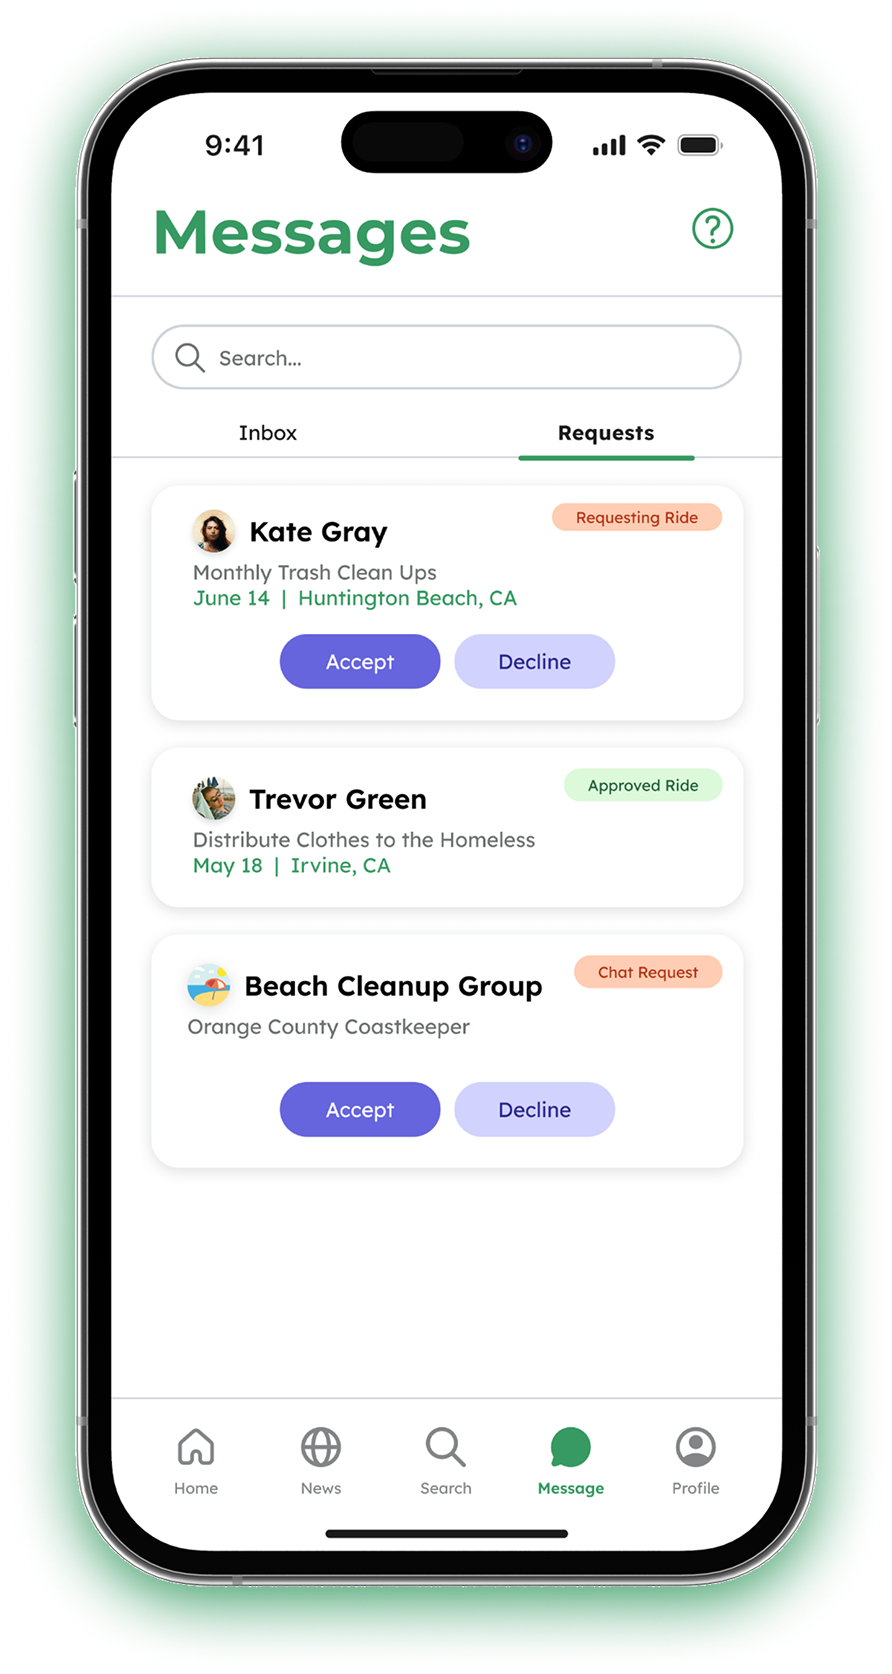 9:41
Messages
?
Search...
Inbox Requests
Kate Gray Requesting Ride
Monthly Trash Clean Ups
June 14 | Huntington Beach, CA
Accept Decline
Trevor Green Approved Ride
Distribute Clothes to the Homeless
May 18 | Irvine, CA
Beach Cleanup Group Chat Request
Orange County Coastkeeper
Accept Decline
Home News Search Message Profile